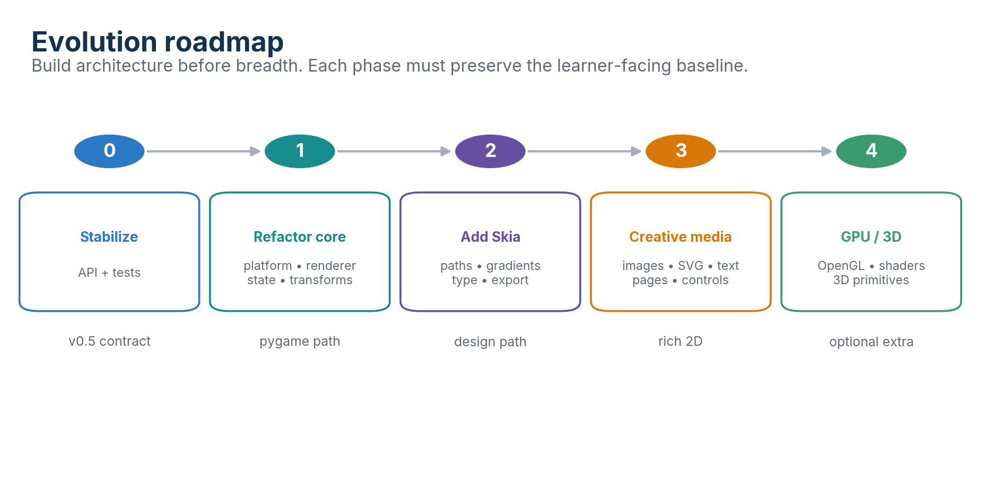 Evolution roadmap
Build architecture before breadth. Each phase must preserve the learner-facing baseline.
0
1
2
3
4
Stabilize
API + tests
v0.5 contract
Refactor core
platform • renderer
state • transforms
pygame path
Add Skia
paths • gradients
type • export
design path
Creative media
images • SVG • text
pages • controls
rich 2D
GPU / 3D
OpenGL • shaders
3D primitives
optional extra